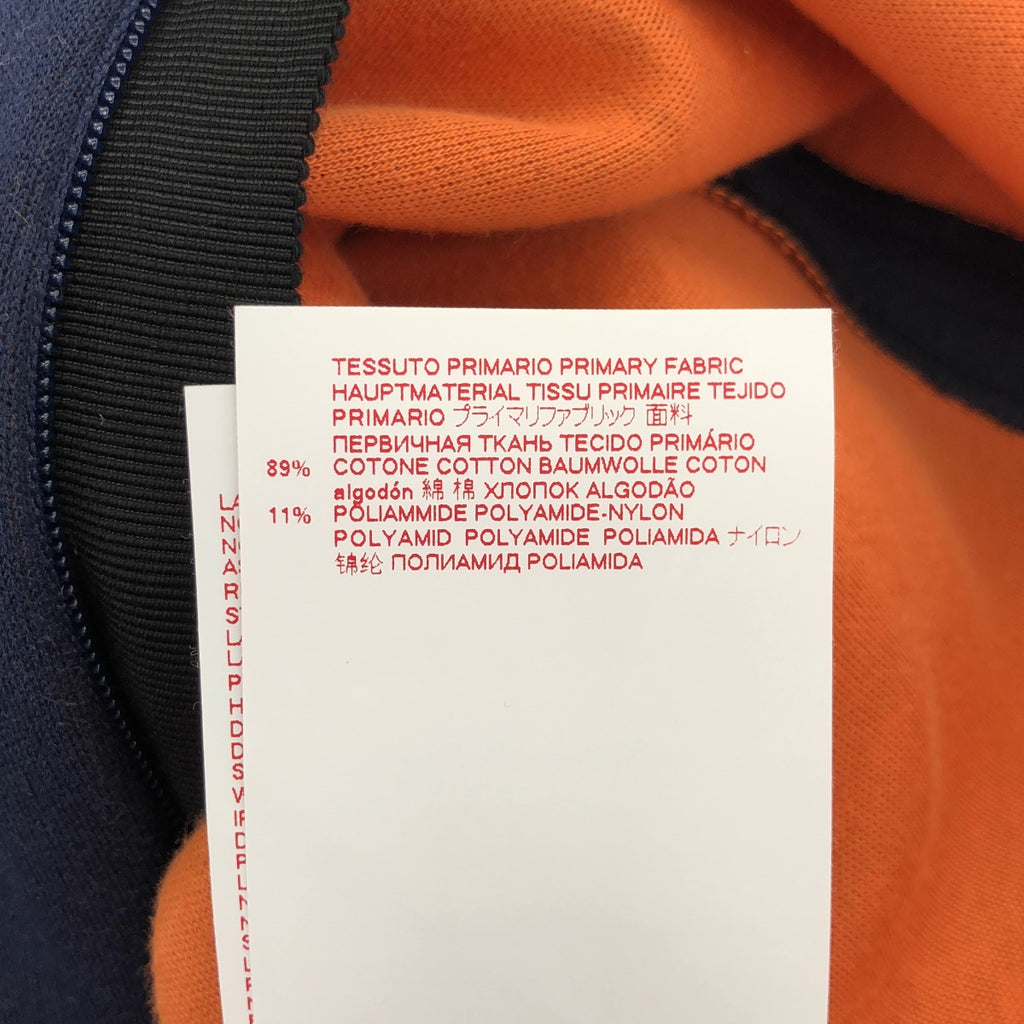 TESSUTO PRIMARIO PRIMARY FABRIC
HAUPTMATERIAL TISSU PRIMAIRE TEJIDO
PRIMARIO プライマリファブリック 面料
ПЕРВИЧНАЯ ТКАНЬ TECIDO PRIMÁRIO
89% COTONE COTTON BAUMWOLLE COTON
algodón 綿 棉 ХЛОПОК ALGODÃO
11% POLIAMMIDE POLYAMIDE-NYLON
POLYAMID POLYAMIDE POLIAMIDA ナイロン
锦纶 ПОЛИАМИД POLIAMIDA